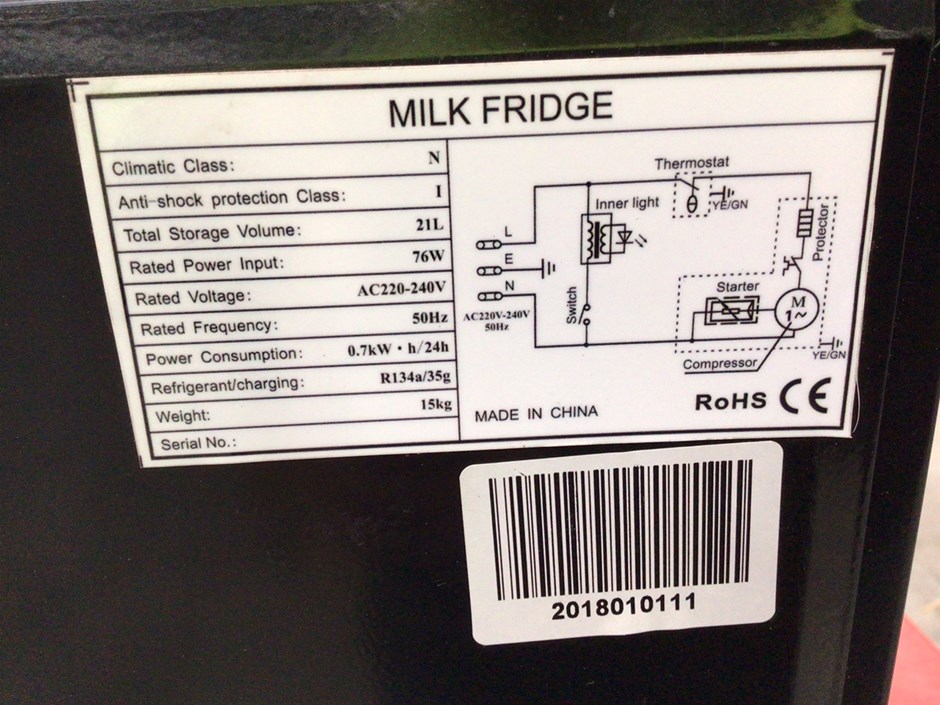 MILK FRIDGE
Climatic Class: N
Anti-shock protection Class: I
Total Storage Volume: 21L
Rated Power Input: 76W
Rated Voltage: AC220-240V
Rated Frequency: 50Hz
Power Consumption: 0.7kW·h/24h
Refrigerant/charging: R134a/35g
Weight: 15kg
Serial No.:
Thermostat
YE/GN
Inner light
Protector
L
E
N
AC220V-240V
50Hz
Switch
Starter
M
1~
Compressor
YE/GN
MADE IN CHINA
RoHS CE
2018010111